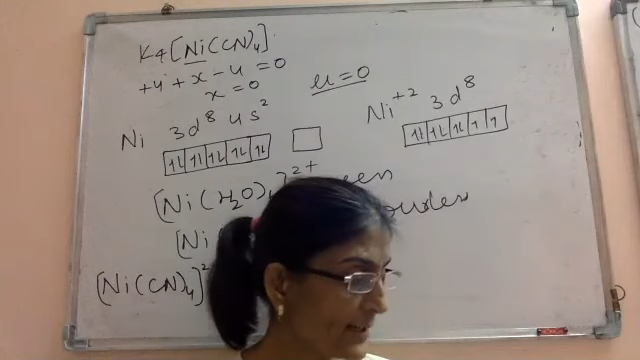 K4[Ni(CN)4].
+4 + x - 4 = 0
x = 0
μ = 0
Ni 3d⁸ 4s²
Ni⁺² 3d⁸
[Ni(H₂O) ]²⁺
[Ni
[Ni(CN)₄]²